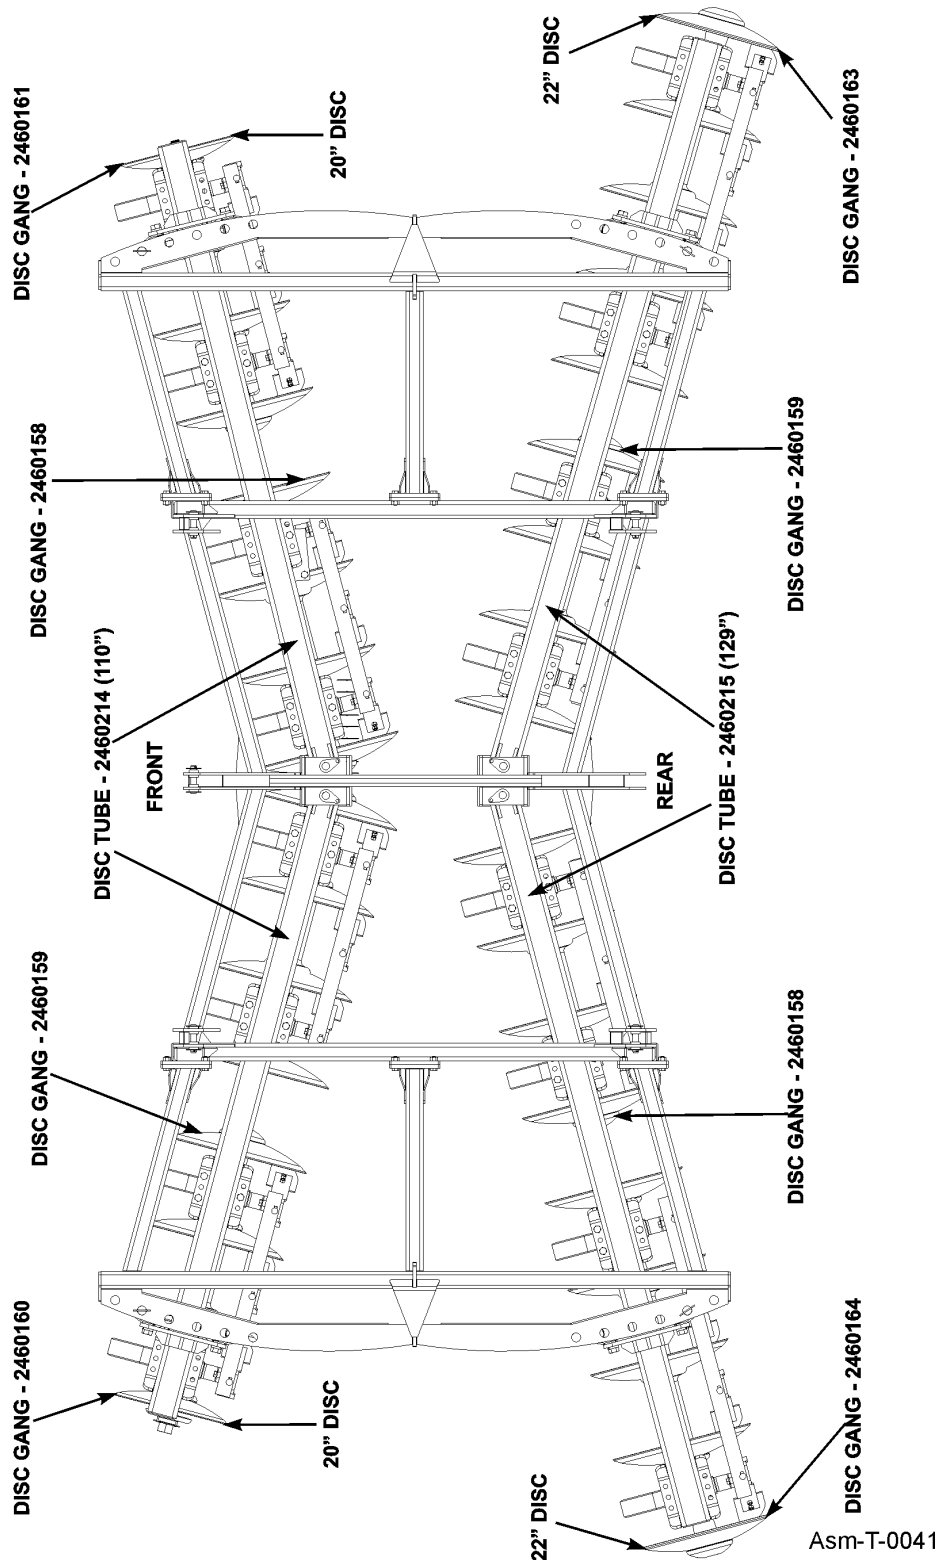 22” DISC
DISC GANG - 2460161
20” DISC
DISC GANG - 2460163
DISC GANG - 2460158
DISC GANG - 2460159
DISC TUBE - 2460214 (110”)
FRONT
REAR
DISC TUBE - 2460215 (129”)
DISC GANG - 2460159
DISC GANG - 2460158
DISC GANG - 2460160
20” DISC
DISC GANG - 2460164
22” DISC
Asm-T-0041